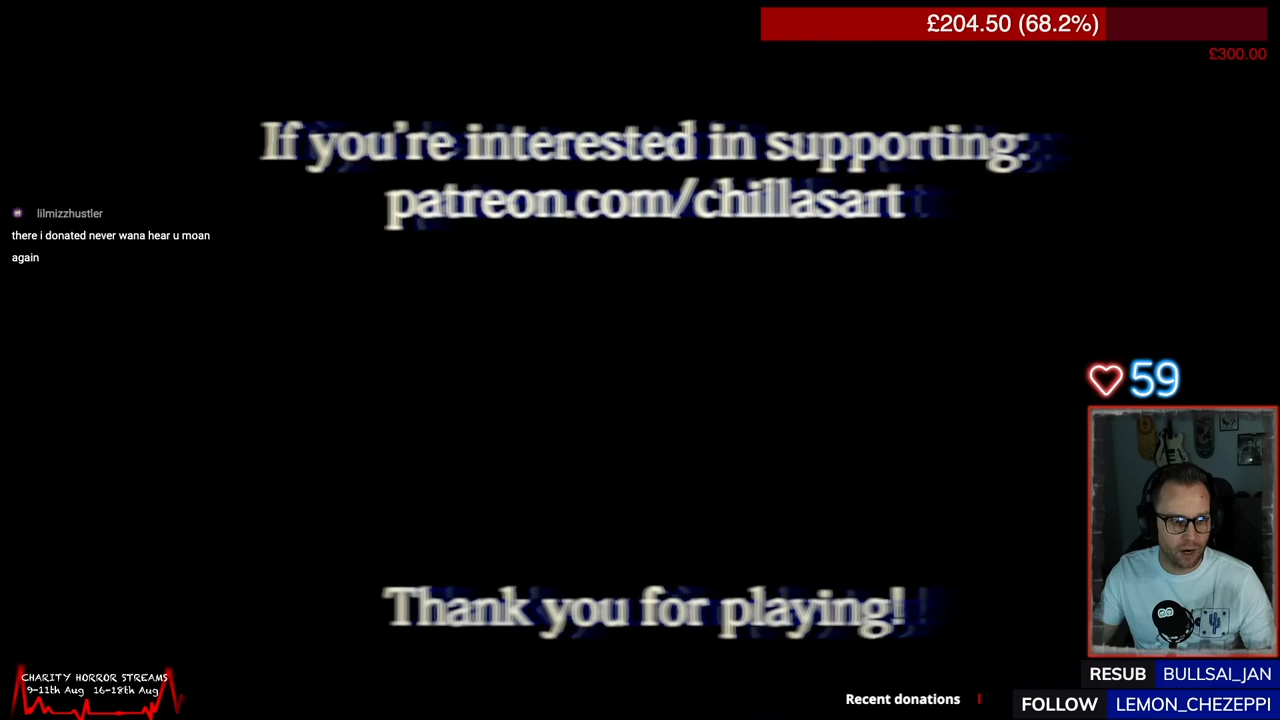 £204.50 (68.2%)
£300.00
If you're interested in supporting:
patreon.com/chillasart
lilmizzhustler
there i donated never wana hear u moan
again
59
Thank you for playing!
CHARITY HORROR STREAMS
9-11th Aug 16-18th Aug
Recent donations
RESUB BULLSAI_JAN
FOLLOW LEMON_CHEZEPPI